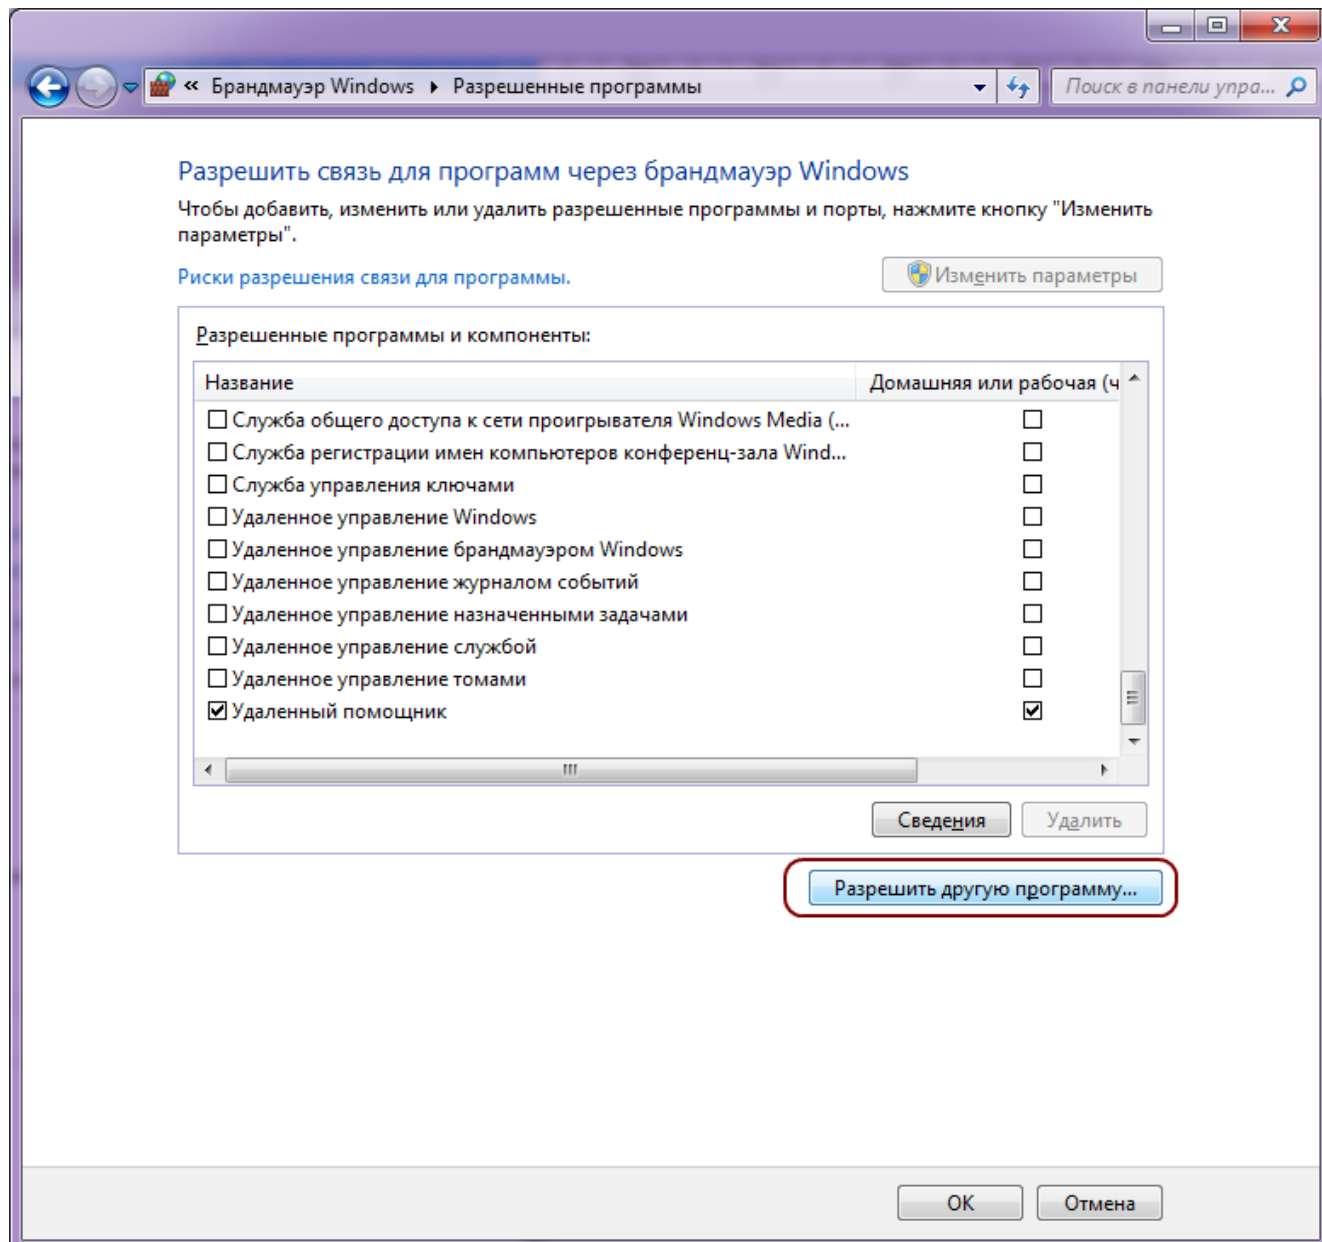 « Брандмауэр Windows Разрешенные программы
Поиск в панели упра...
Разрешить связь для программ через брандмауэр Windows
Чтобы добавить, изменить или удалить разрешенные программы и порты, нажмите кнопку "Изменить
параметры".
Риски разрешения связи для программы.
Изменить параметры
Разрешенные программы и компоненты:
Название
Домашняя или рабочая (ч
Служба общего доступа к сети проигрывателя Windows Media (...
Служба регистрации имен компьютеров конференц-зала Wind...
Служба управления ключами
Удаленное управление Windows
Удаленное управление брандмауэром Windows
Удаленное управление журналом событий
Удаленное управление назначенными задачами
Удаленное управление службой
Удаленное управление томами
Удаленный помощник
Сведения
Удалить
Разрешить другую программу...
ОК
Отмена